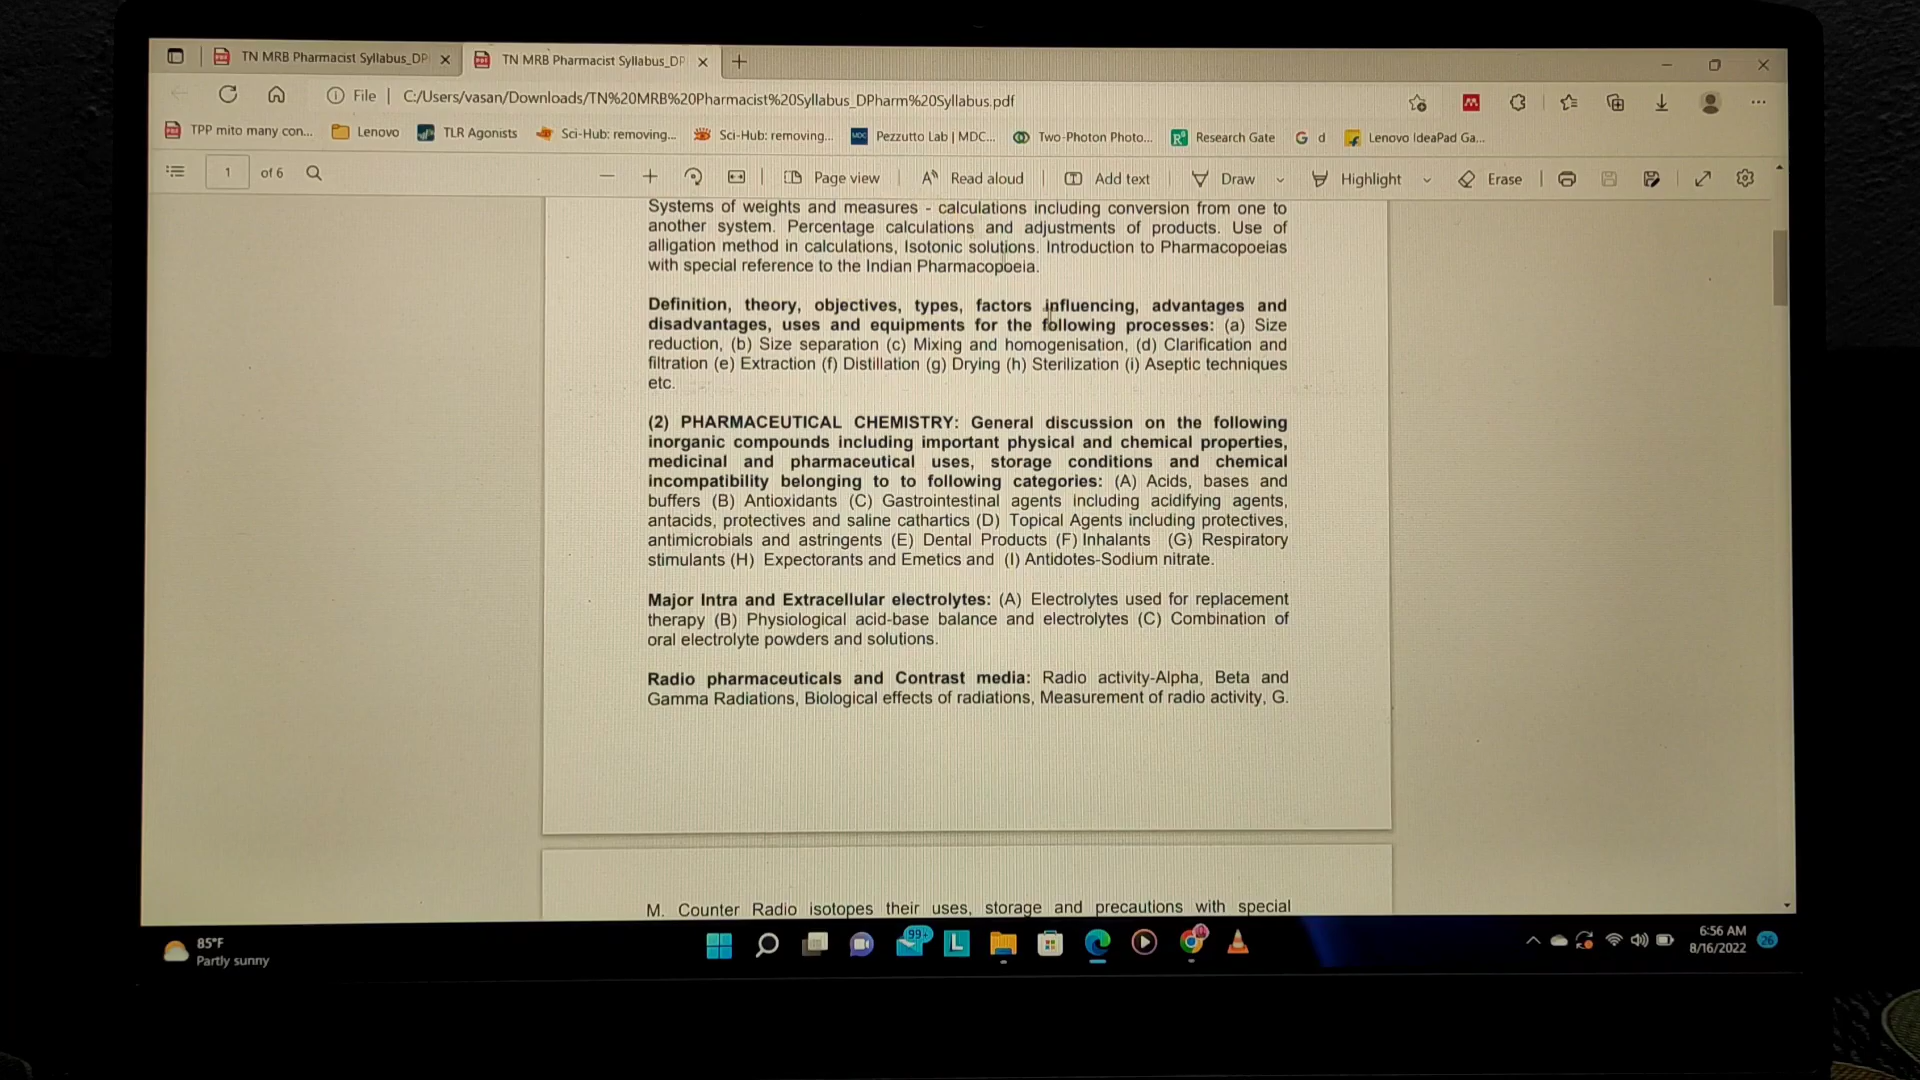 TN MRB Pharmacist Syllabus_DP
TN MRB Pharmacist Syllabus_DP
File
C:/Users/vasan/Downloads/TN%20MRB%20Pharmacist%20Syllabus_DPharm%20Syllabus.pdf
TPP mito many con...
Lenovo
TLR Agonists
Sci-Hub: removing...
Sci-Hub: removing...
Pezzutto Lab | MDC...
Two-Photon Photo...
Research Gate
d
Lenovo IdeaPad Ga...
1 of 6
Page view
Read aloud
Add text
Draw
Highlight
Erase
Systems of weights and measures - calculations including conversion from one to
another system. Percentage calculations and adjustments of products. Use of
alligation method in calculations, Isotonic solutions. Introduction to Pharmacopoeias
with special reference to the Indian Pharmacopoeia.
Definition, theory, objectives, types, factors influencing, advantages and
disadvantages, uses and equipments for the following processes: (a) Size
reduction, (b) Size separation (c) Mixing and homogenisation, (d) Clarification and
filtration (e) Extraction (f) Distillation (g) Drying (h) Sterilization (i) Aseptic techniques
etc.
(2) PHARMACEUTICAL CHEMISTRY: General discussion on the following
inorganic compounds including important physical and chemical properties,
medicinal and pharmaceutical uses, storage conditions and chemical
incompatibility belonging to to following categories: (A) Acids, bases and
buffers (B) Antioxidants (C) Gastrointestinal agents including acidifying agents,
antacids, protectives and saline cathartics (D) Topical Agents including protectives,
antimicrobials and astringents (E) Dental Products (F) Inhalants (G) Respiratory
stimulants (H) Expectorants and Emetics and (I) Antidotes-Sodium nitrate.
Major Intra and Extracellular electrolytes: (A) Electrolytes used for replacement
therapy (B) Physiological acid-base balance and electrolytes (C) Combination of
oral electrolyte powders and solutions.
Radio pharmaceuticals and Contrast media: Radio activity-Alpha, Beta and
Gamma Radiations, Biological effects of radiations, Measurement of radio activity, G.
M. Counter Radio isotopes their uses, storage and precautions with special
85°F
Partly sunny
99+
L
6:56 AM
8/16/2022
26